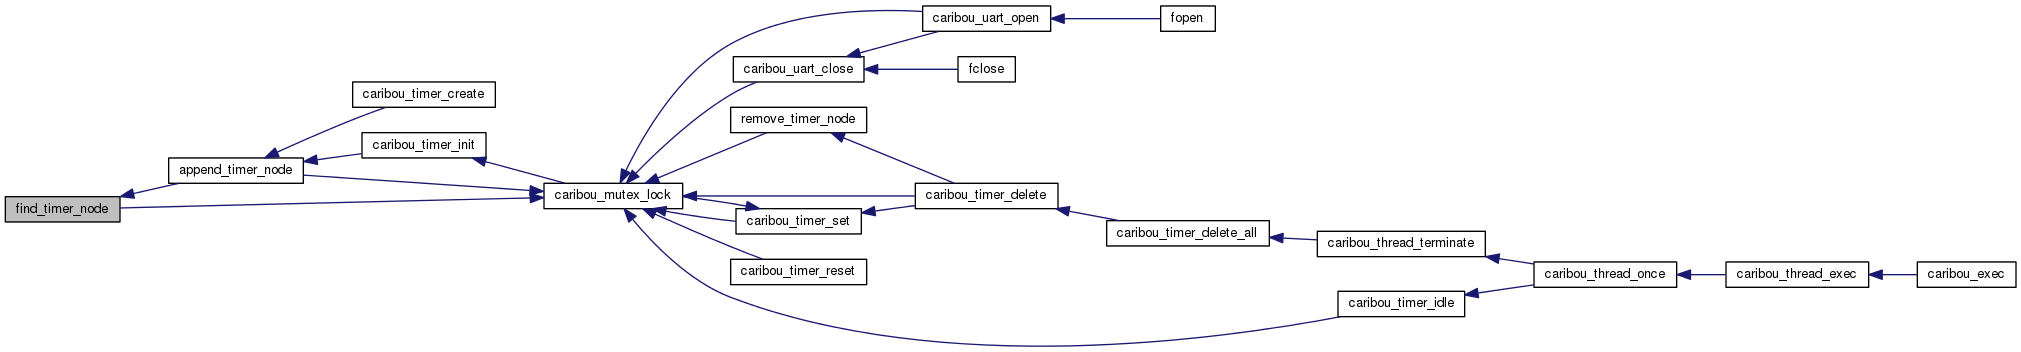 caribou_uart_open
fopen
caribou_uart_close
fclose
caribou_timer_create
remove_timer_node
caribou_timer_init
append_timer_node
find_timer_node
caribou_mutex_lock
caribou_timer_delete
caribou_timer_set
caribou_timer_delete_all
caribou_thread_terminate
caribou_timer_reset
caribou_thread_once
caribou_thread_exec
caribou_exec
caribou_timer_idle